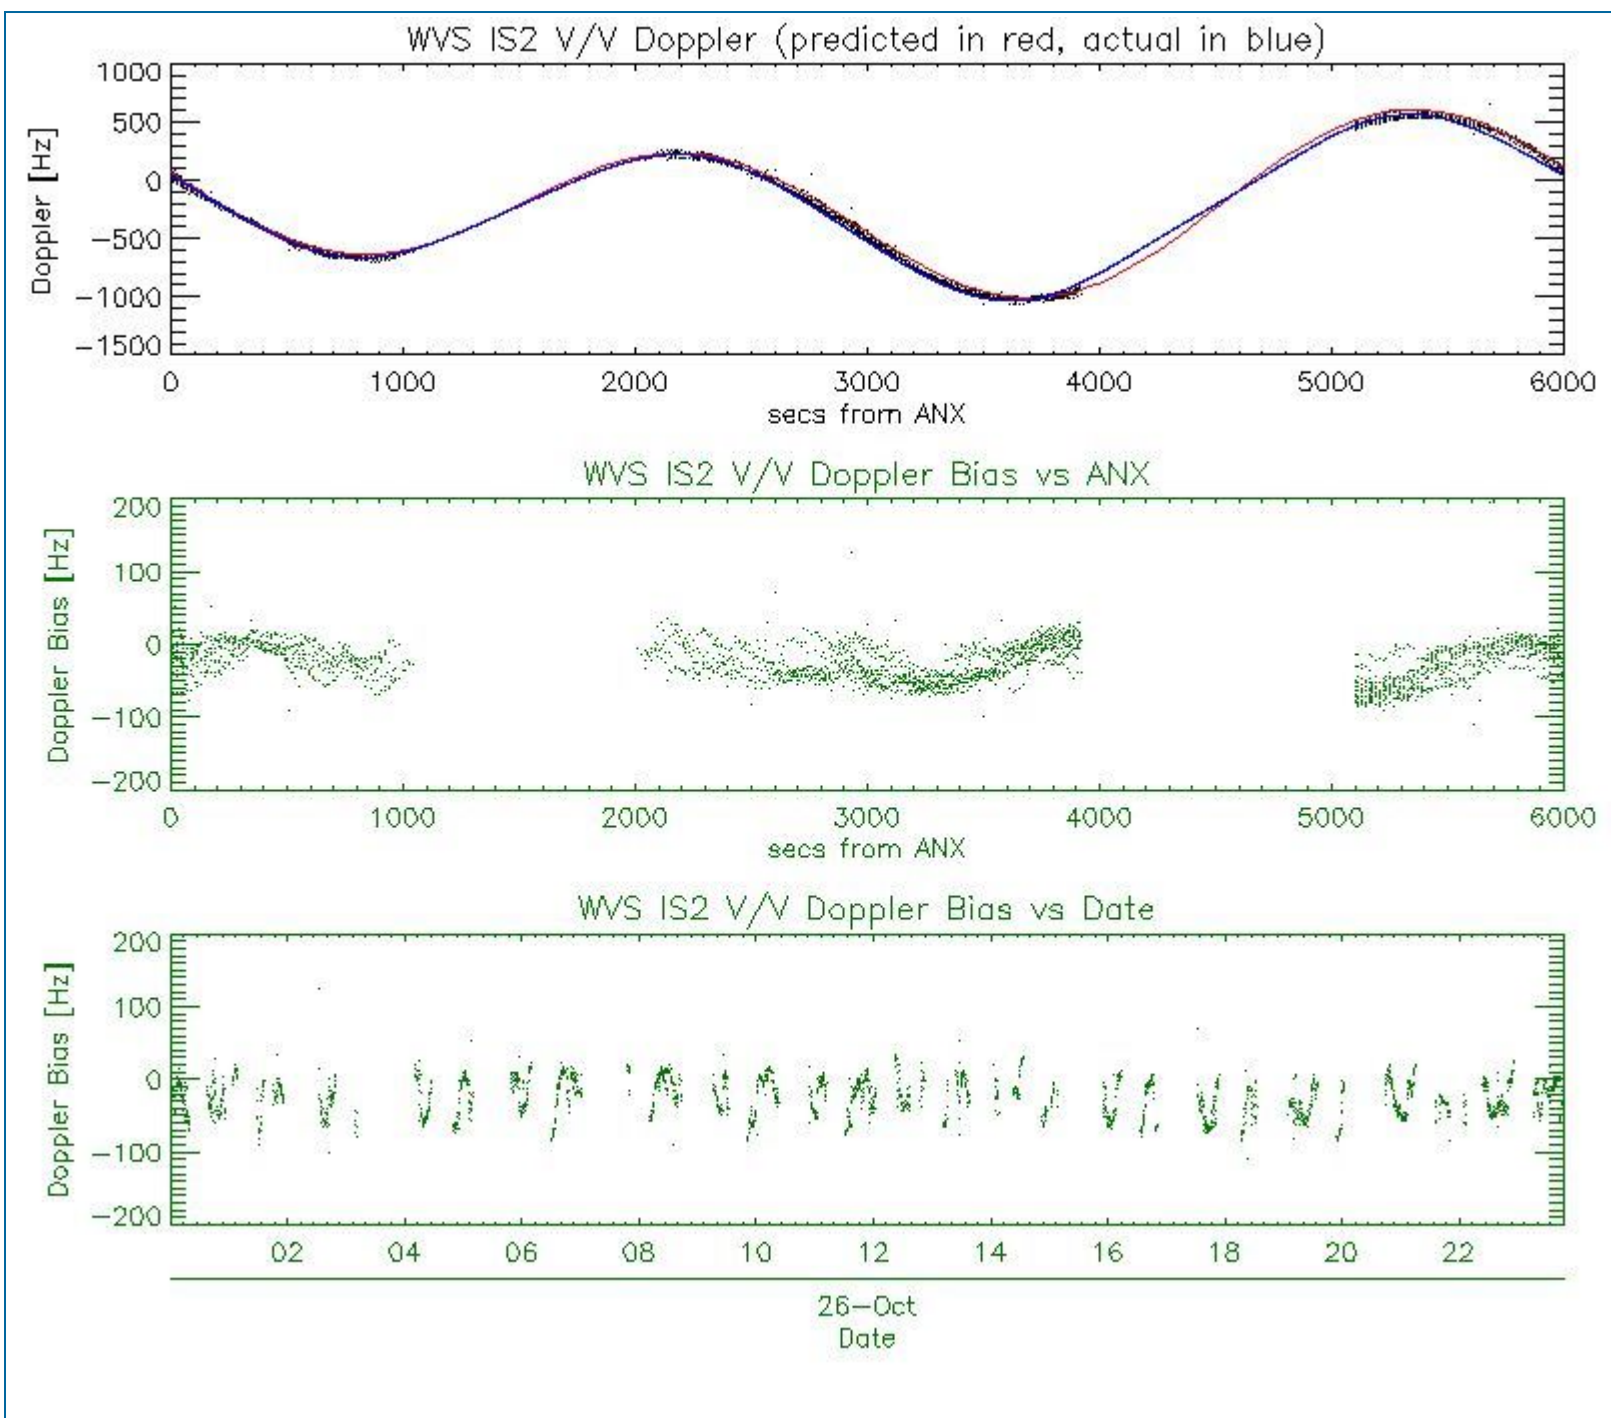 WVS IS2 V/V Doppler (predicted in red, actual in blue)
Doppler [Hz]
1000
500
0
−500
−1000
−1500
0 1000 2000 3000 4000 5000 6000
secs from ANX
WVS IS2 V/V Doppler Bias vs ANX
Doppler Bias [Hz]
200
100
0
−100
−200
0 1000 2000 3000 4000 5000 6000
secs from ANX
WVS IS2 V/V Doppler Bias vs Date
Doppler Bias [Hz]
200
100
0
−100
−200
02 04 06 08 10 12 14 16 18 20 22
26−Oct
Date